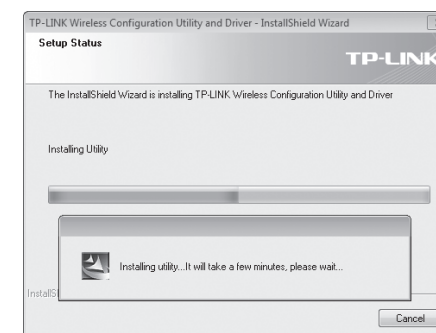 TP-LINK Wireless Configuration Utility and Driver - InstallShield Wizard
Setup Status
TP-LINK
The InstallShield Wizard is installing TP-LINK Wireless Configuration Utility and Driver
Installing Utility
Installing utility...It will take a few minutes, please wait...
InstallS
Cancel